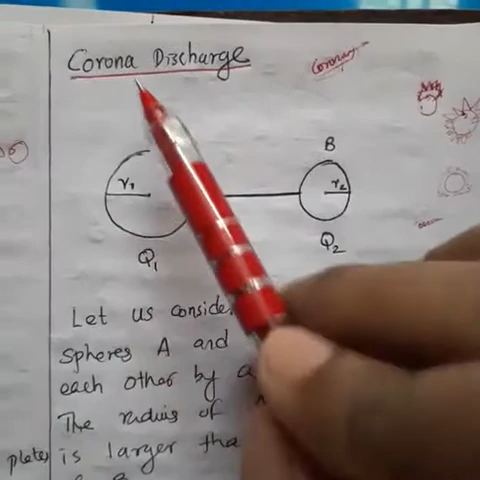 Corona Discharge
Corona
B
r1
r2
Q1
Q2
Let us conside
Spheres A and
each other by a
The radius of
plates is larger tha